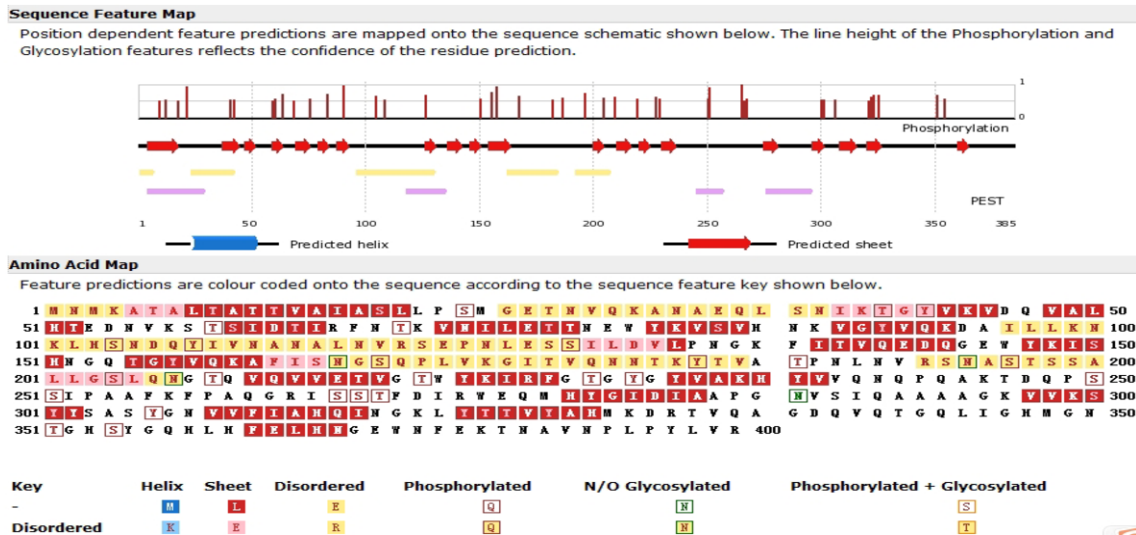 Sequence Feature Map
Position dependent feature predictions are mapped onto the sequence schematic shown below. The line height of the Phosphorylation and
Glycosylation features reflects the confidence of the residue prediction.
1
0
Phosphorylation
PEST
1 50 100 150 200 250 300 350 385
Predicted helix Predicted sheet
Amino Acid Map
Feature predictions are colour coded onto the sequence according to the sequence feature key shown below.
1 M N M K A T A L T A T T V A I A S L L P S M G E T N V Q K A N A E Q L S N I K T G Y V K V D Q V A L 50
51 H T E D N V K S T S I D T I R F N T K V N I L E T T N E W Y K V S V H N K V G Y V Q K D A I L L K N 100
101 K L H S N D Q Y I V N A N A L N V R S E P N L E S S I L D V L P N G K F I T V Q E D Q G E W Y K I S 150
151 H N G Q T G Y V Q K A F I S N G S Q P L V K G I T V Q N N T K Y T V A T P N L N V R S N A S T S S A 200
201 L L G S L Q N G T Q V Q V V E T V G T W Y K I R F G T G Y G Y V A K H Y V V Q N Q P Q A K T D Q P S 250
251 S I P A A F K F P A Q G R I S S T F D I R W E Q M H Y G I D I A A P G N V S I Q A A A A G K V V K S 300
301 T Y S A S Y G N V V F I A H Q I N G K L Y T T V Y A H M K D R T V Q A G D Q V Q T G Q L I G H M G N 350
351 T G H S Y G Q H L H F E L H N G E W N F E K T N A V N P L P Y L V R 400
Key Helix Sheet Disordered Phosphorylated N/O Glycosylated Phosphorylated + Glycosylated
- M L E Q N S
Disordered K E R Q N T